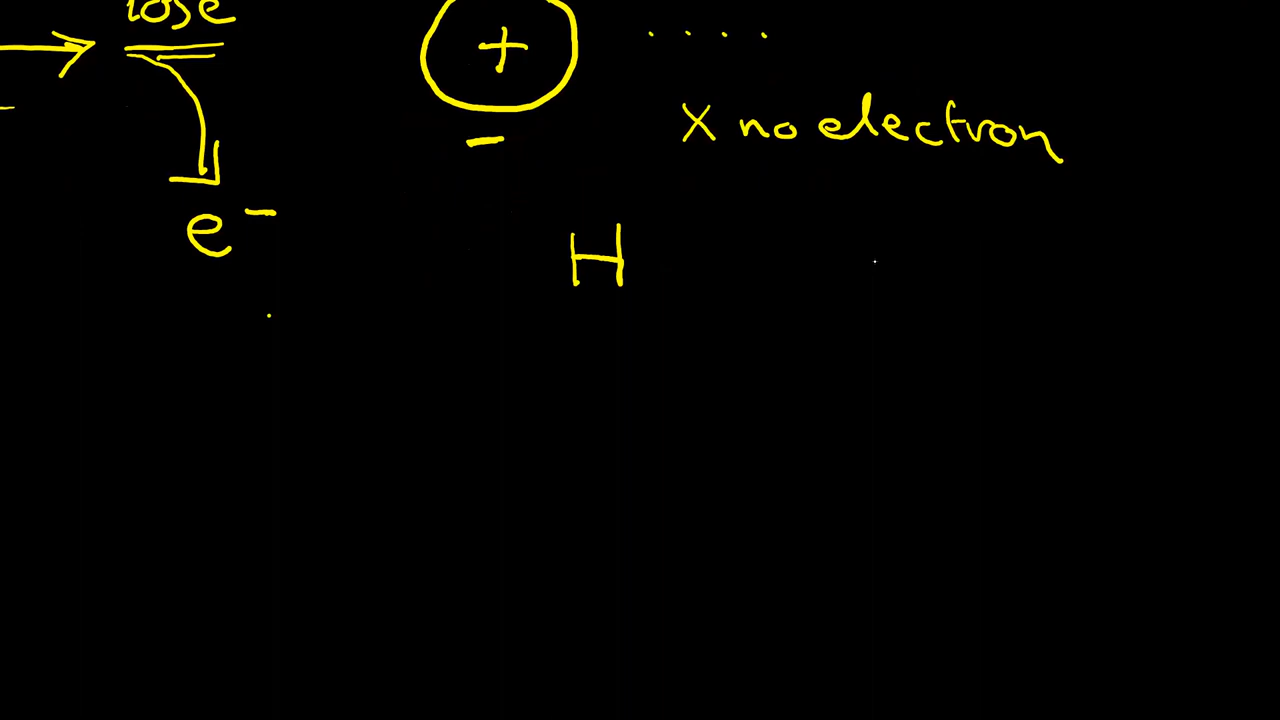 lose
+
.....
-
X no electron
e⁻
H